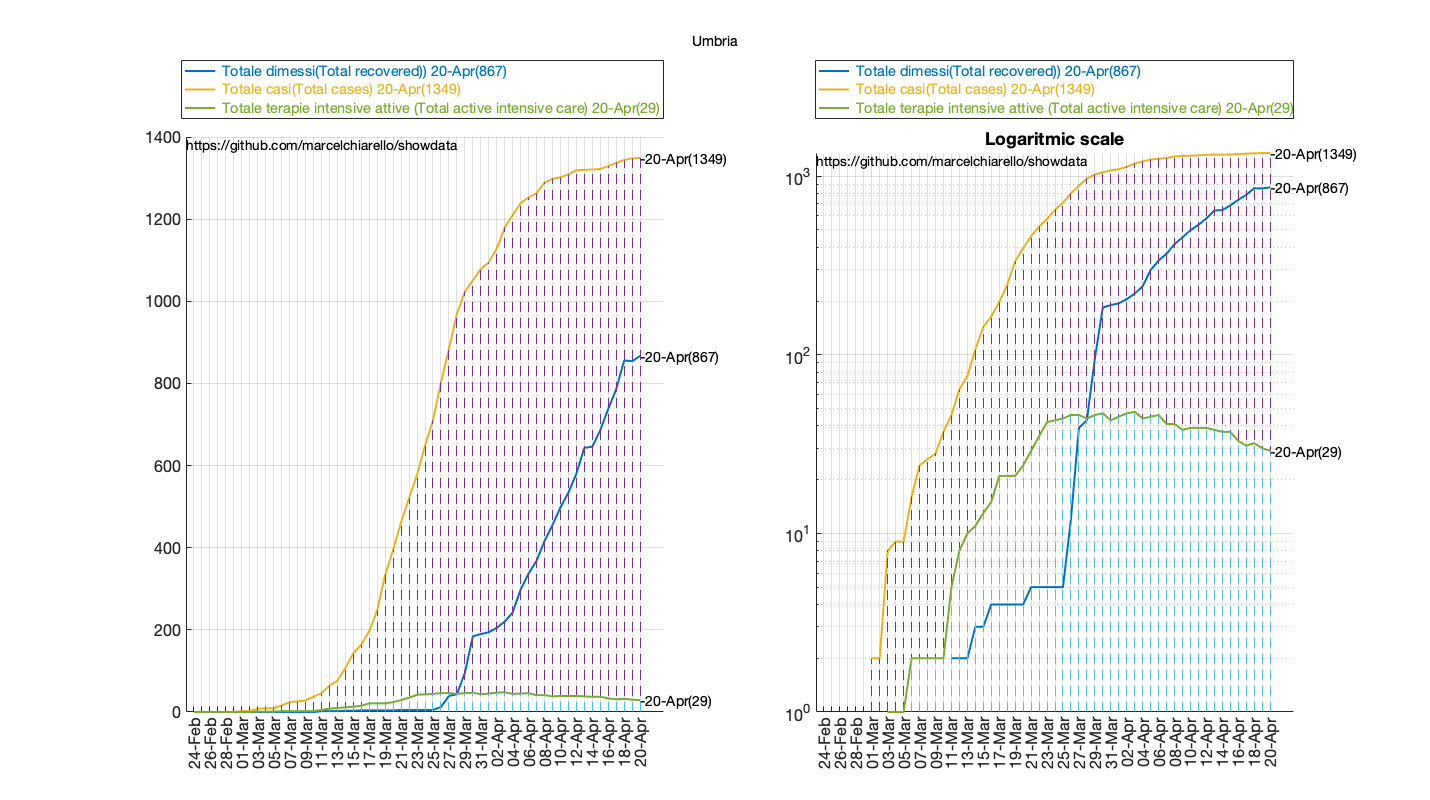 Umbria
Totale dimessi(Total recovered)) 20-Apr(867)
Totale casi(Total cases) 20-Apr(1349)
Totale terapie intensive attive (Total active intensive care) 20-Apr(29)
https://github.com/marcelchiarello/showdata
1400
1200
1000
800
600
400
200
0
-20-Apr(1349)
-20-Apr(867)
-20-Apr(29)
24-Feb
26-Feb
28-Feb
01-Mar
03-Mar
05-Mar
07-Mar
09-Mar
11-Mar
13-Mar
15-Mar
17-Mar
19-Mar
21-Mar
23-Mar
25-Mar
27-Mar
29-Mar
31-Mar
02-Apr
04-Apr
06-Apr
08-Apr
10-Apr
12-Apr
14-Apr
16-Apr
18-Apr
20-Apr
Totale dimessi(Total recovered)) 20-Apr(867)
Totale casi(Total cases) 20-Apr(1349)
Totale terapie intensive attive (Total active intensive care) 20-Apr(29)
Logaritmic scale
https://github.com/marcelchiarello/showdata
10³
10²
10¹
10⁰
-20-Apr(1349)
-20-Apr(867)
-20-Apr(29)
24-Feb
26-Feb
28-Feb
01-Mar
03-Mar
05-Mar
07-Mar
09-Mar
11-Mar
13-Mar
15-Mar
17-Mar
19-Mar
21-Mar
23-Mar
25-Mar
27-Mar
29-Mar
31-Mar
02-Apr
04-Apr
06-Apr
08-Apr
10-Apr
12-Apr
14-Apr
16-Apr
18-Apr
20-Apr